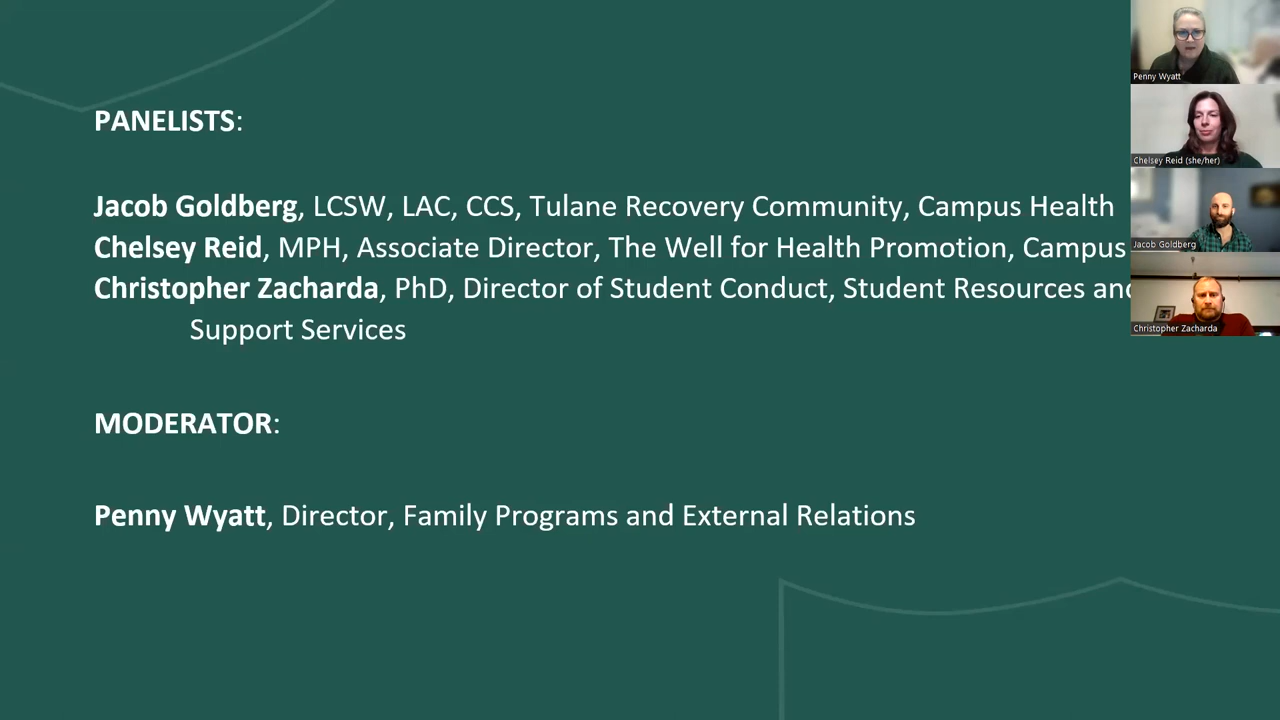 PANELISTS:
Jacob Goldberg, LCSW, LAC, CCS, Tulane Recovery Community, Campus Health
Chelsey Reid, MPH, Associate Director, The Well for Health Promotion, Campus
Christopher Zacharda, PhD, Director of Student Conduct, Student Resources and
Support Services
MODERATOR:
Penny Wyatt, Director, Family Programs and External Relations
Penny Wyatt
Chelsey Reid (she/her)
Jacob Goldberg
Christopher Zacharda